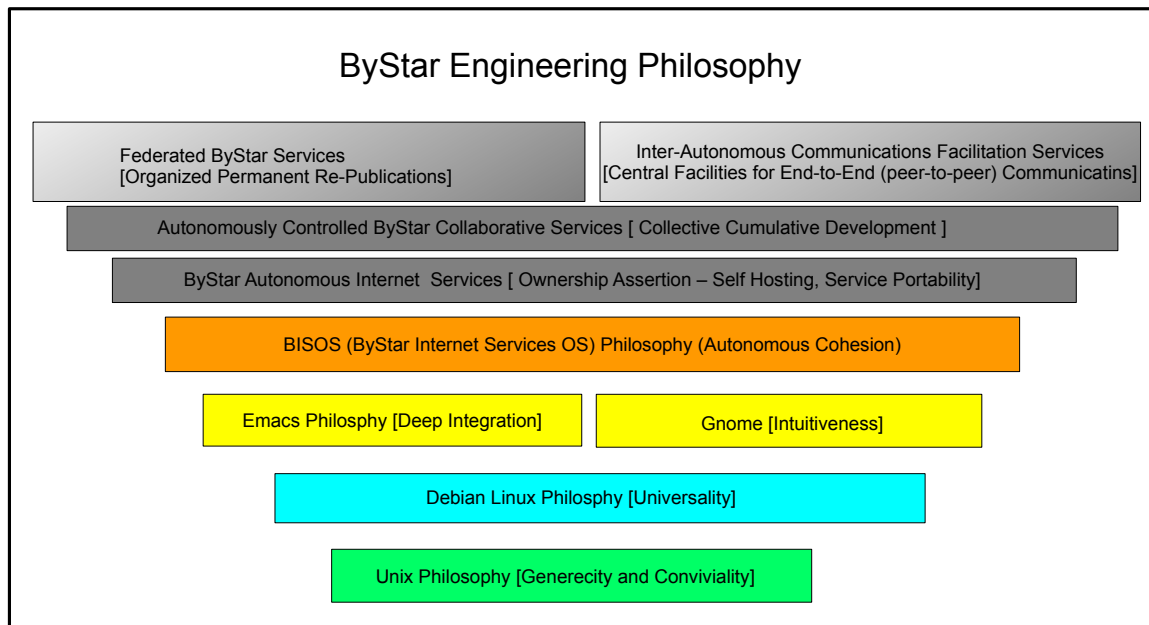 ByStar Engineering Philosophy
Federated ByStar Services
[Organized Permanent Re-Publications]
Inter-Autonomous Communications Facilitation Services
[Central Facilities for End-to-End (peer-to-peer) Communicatins]
Autonomously Controlled ByStar Collaborative Services [ Collective Cumulative Development ]
ByStar Autonomous Internet  Services [ Ownership Assertion – Self Hosting, Service Portability]
BISOS (ByStar Internet Services OS) Philosophy (Autonomous Cohesion)
Emacs Philosphy [Deep Integration]
Gnome [Intuitiveness]
Debian Linux Philosphy [Universality]
Unix Philosophy [Generecity and Conviviality]